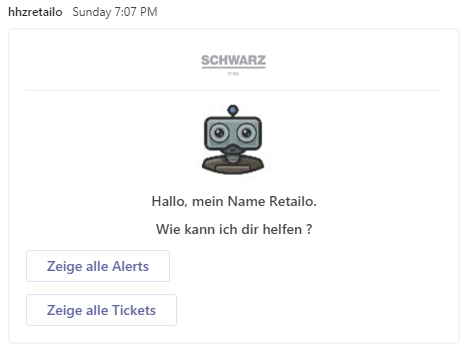 hhzretailo Sunday 7:07 PM
SCHWARZ
Hallo, mein Name Retailo.
Wie kann ich dir helfen ?
Zeige alle Alerts
Zeige alle Tickets